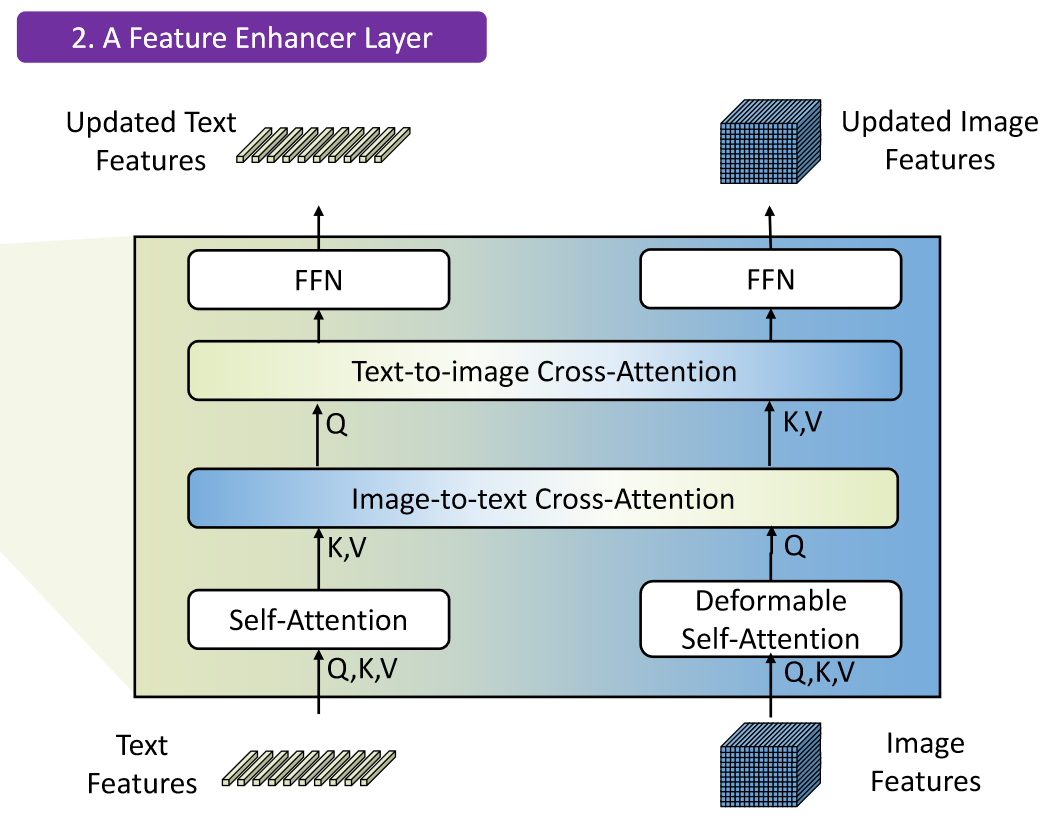 2. A Feature Enhancer Layer
Updated Text
Features
Updated Image
Features
FFN
FFN
Text-to-image Cross-Attention
Q
K,V
Image-to-text Cross-Attention
K,V
Q
Self-Attention
Deformable
Self-Attention
Q,K,V
Q,K,V
Text
Features
Image
Features